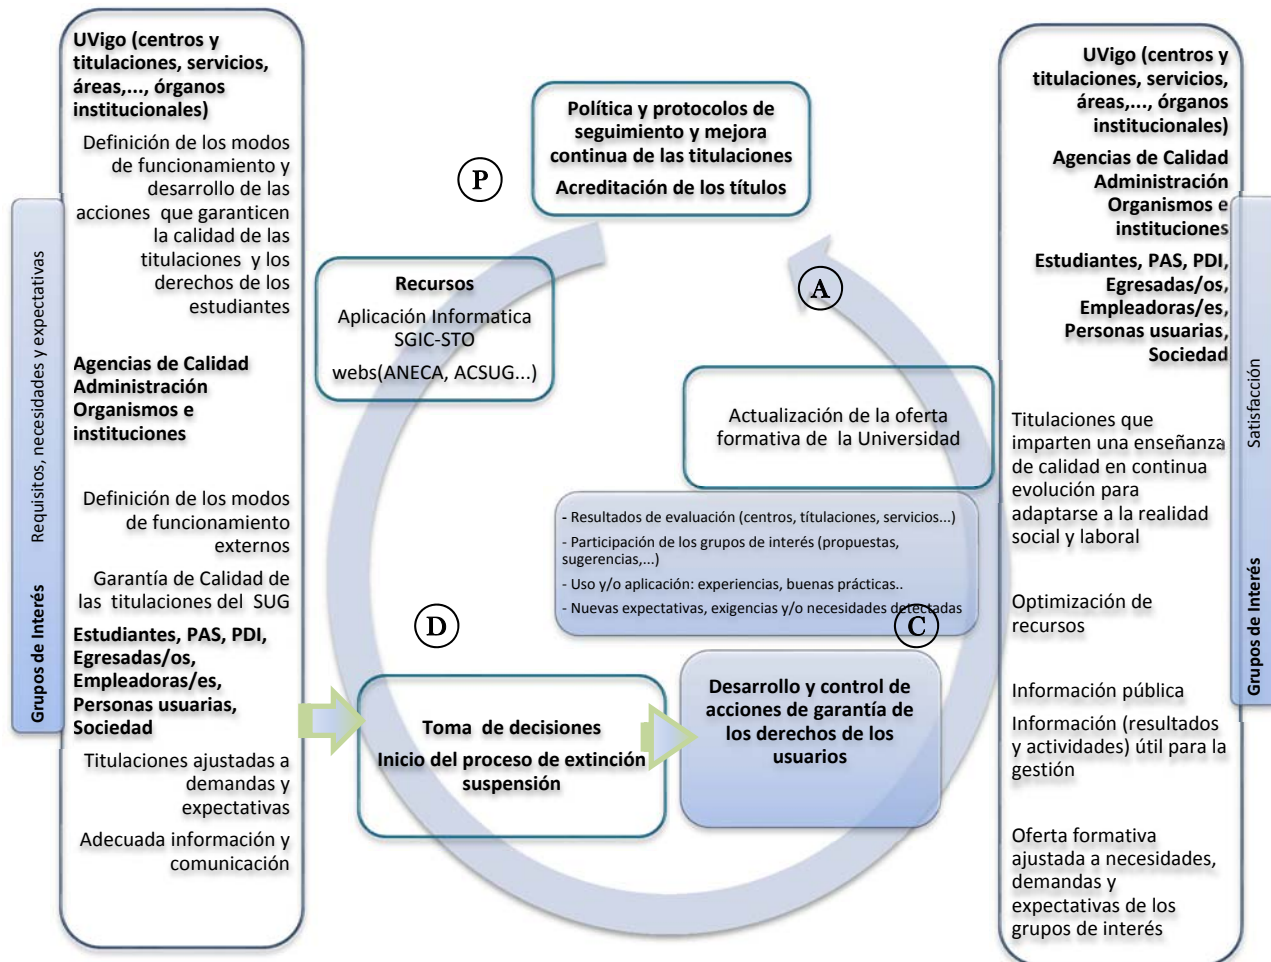 Grupos de Interés Requisitos, necesidades y expectativas
UVigo (centros y
titulaciones, servicios,
áreas,..., órganos
institucionales)
Definición de los modos
de funcionamiento y
desarrollo de las
acciones que garanticen
la calidad de las
titulaciones y los
derechos de los
estudiantes
Agencias de Calidad
Administración
Organismos e
instituciones
Definición de los modos
de funcionamiento
externos
Garantía de Calidad de
las titulaciones del SUG
Estudiantes, PAS, PDI,
Egresadas/os,
Empleadoras/es,
Personas usuarias,
Sociedad
Titulaciones ajustadas a
demandas y
expectativas
Adecuada información y
comunicación
P
Política y protocolos de
seguimiento y mejora
continua de las titulaciones
Acreditación de los títulos
Recursos
Aplicación Informatica
SGIC-STO
webs(ANECA, ACSUG...)
A
Actualización de la oferta
formativa de la Universidad
- Resultados de evaluación (centros, títulaciones, servicios...)
- Participación de los grupos de interés (propuestas,
sugerencias,...)
- Uso y/o aplicación: experiencias, buenas prácticas..
- Nuevas expectativas, exigencias y/o necesidades detectadas
D
C
Toma de decisiones
Inicio del proceso de extinción
suspensión
Desarrollo y control de
acciones de garantía de
los derechos de los
usuarios
UVigo (centros y
titulaciones, servicios,
áreas,..., órganos
institucionales)
Agencias de Calidad
Administración
Organismos e
instituciones
Estudiantes, PAS, PDI,
Egresadas/os,
Empleadoras/es,
Personas usuarias,
Sociedad
Titulaciones que
imparten una enseñanza
de calidad en continua
evolución para
adaptarse a la realidad
social y laboral
Optimización de
recursos
Información pública
Información (resultados
y actividades) útil para la
gestión
Oferta formativa
ajustada a necesidades,
demandas y
expectativas de los
grupos de interés
Grupos de Interés Satisfacción